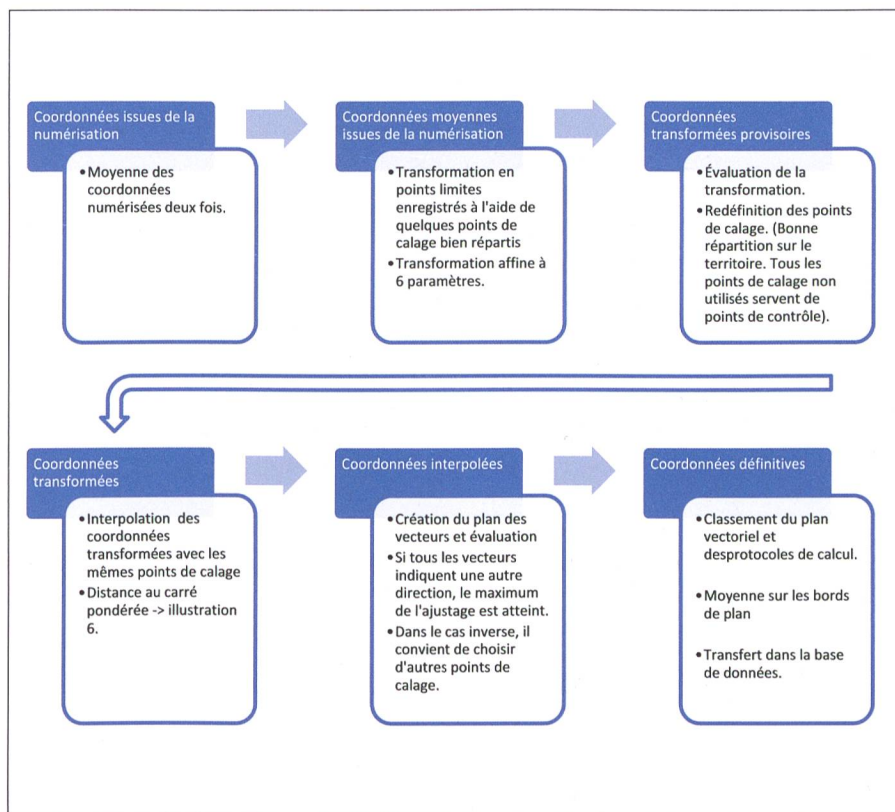 Coordonnées issues de la
numérisation
• Moyenne des
coordonnées
numérisées deux fois.
Coordonnées moyennes
issues de la numérisation
• Transformation en
points limites
enregistrés à l'aide de
quelques points de
calage bien répartis
• Transformation affine à
6 paramètres.
Coordonnées
transformées provisoires
• Évaluation de la
transformation.
• Redéfinition des points
de calage. (Bonne
répartition sur le
territoire. Tous les
points de calage non
utilisés servent de
points de contrôle).
Coordonnées
transformées
• Interpolation des
coordonnées
transformées avec les
mêmes points de calage
• Distance au carré
pondérée -> illustration
6.
Coordonnées interpolées
• Création du plan des
vecteurs et évaluation
• Si tous les vecteurs
indiquent une autre
direction, le maximum
de l'ajustage est atteint.
• Dans le cas inverse, il
convient de choisir
d'autres points de
calage.
Coordonnées définitives
• Classement du plan
vectoriel et
desprotocoles de calcul.
• Moyenne sur les bords
de plan
• Transfert dans la base
de données.